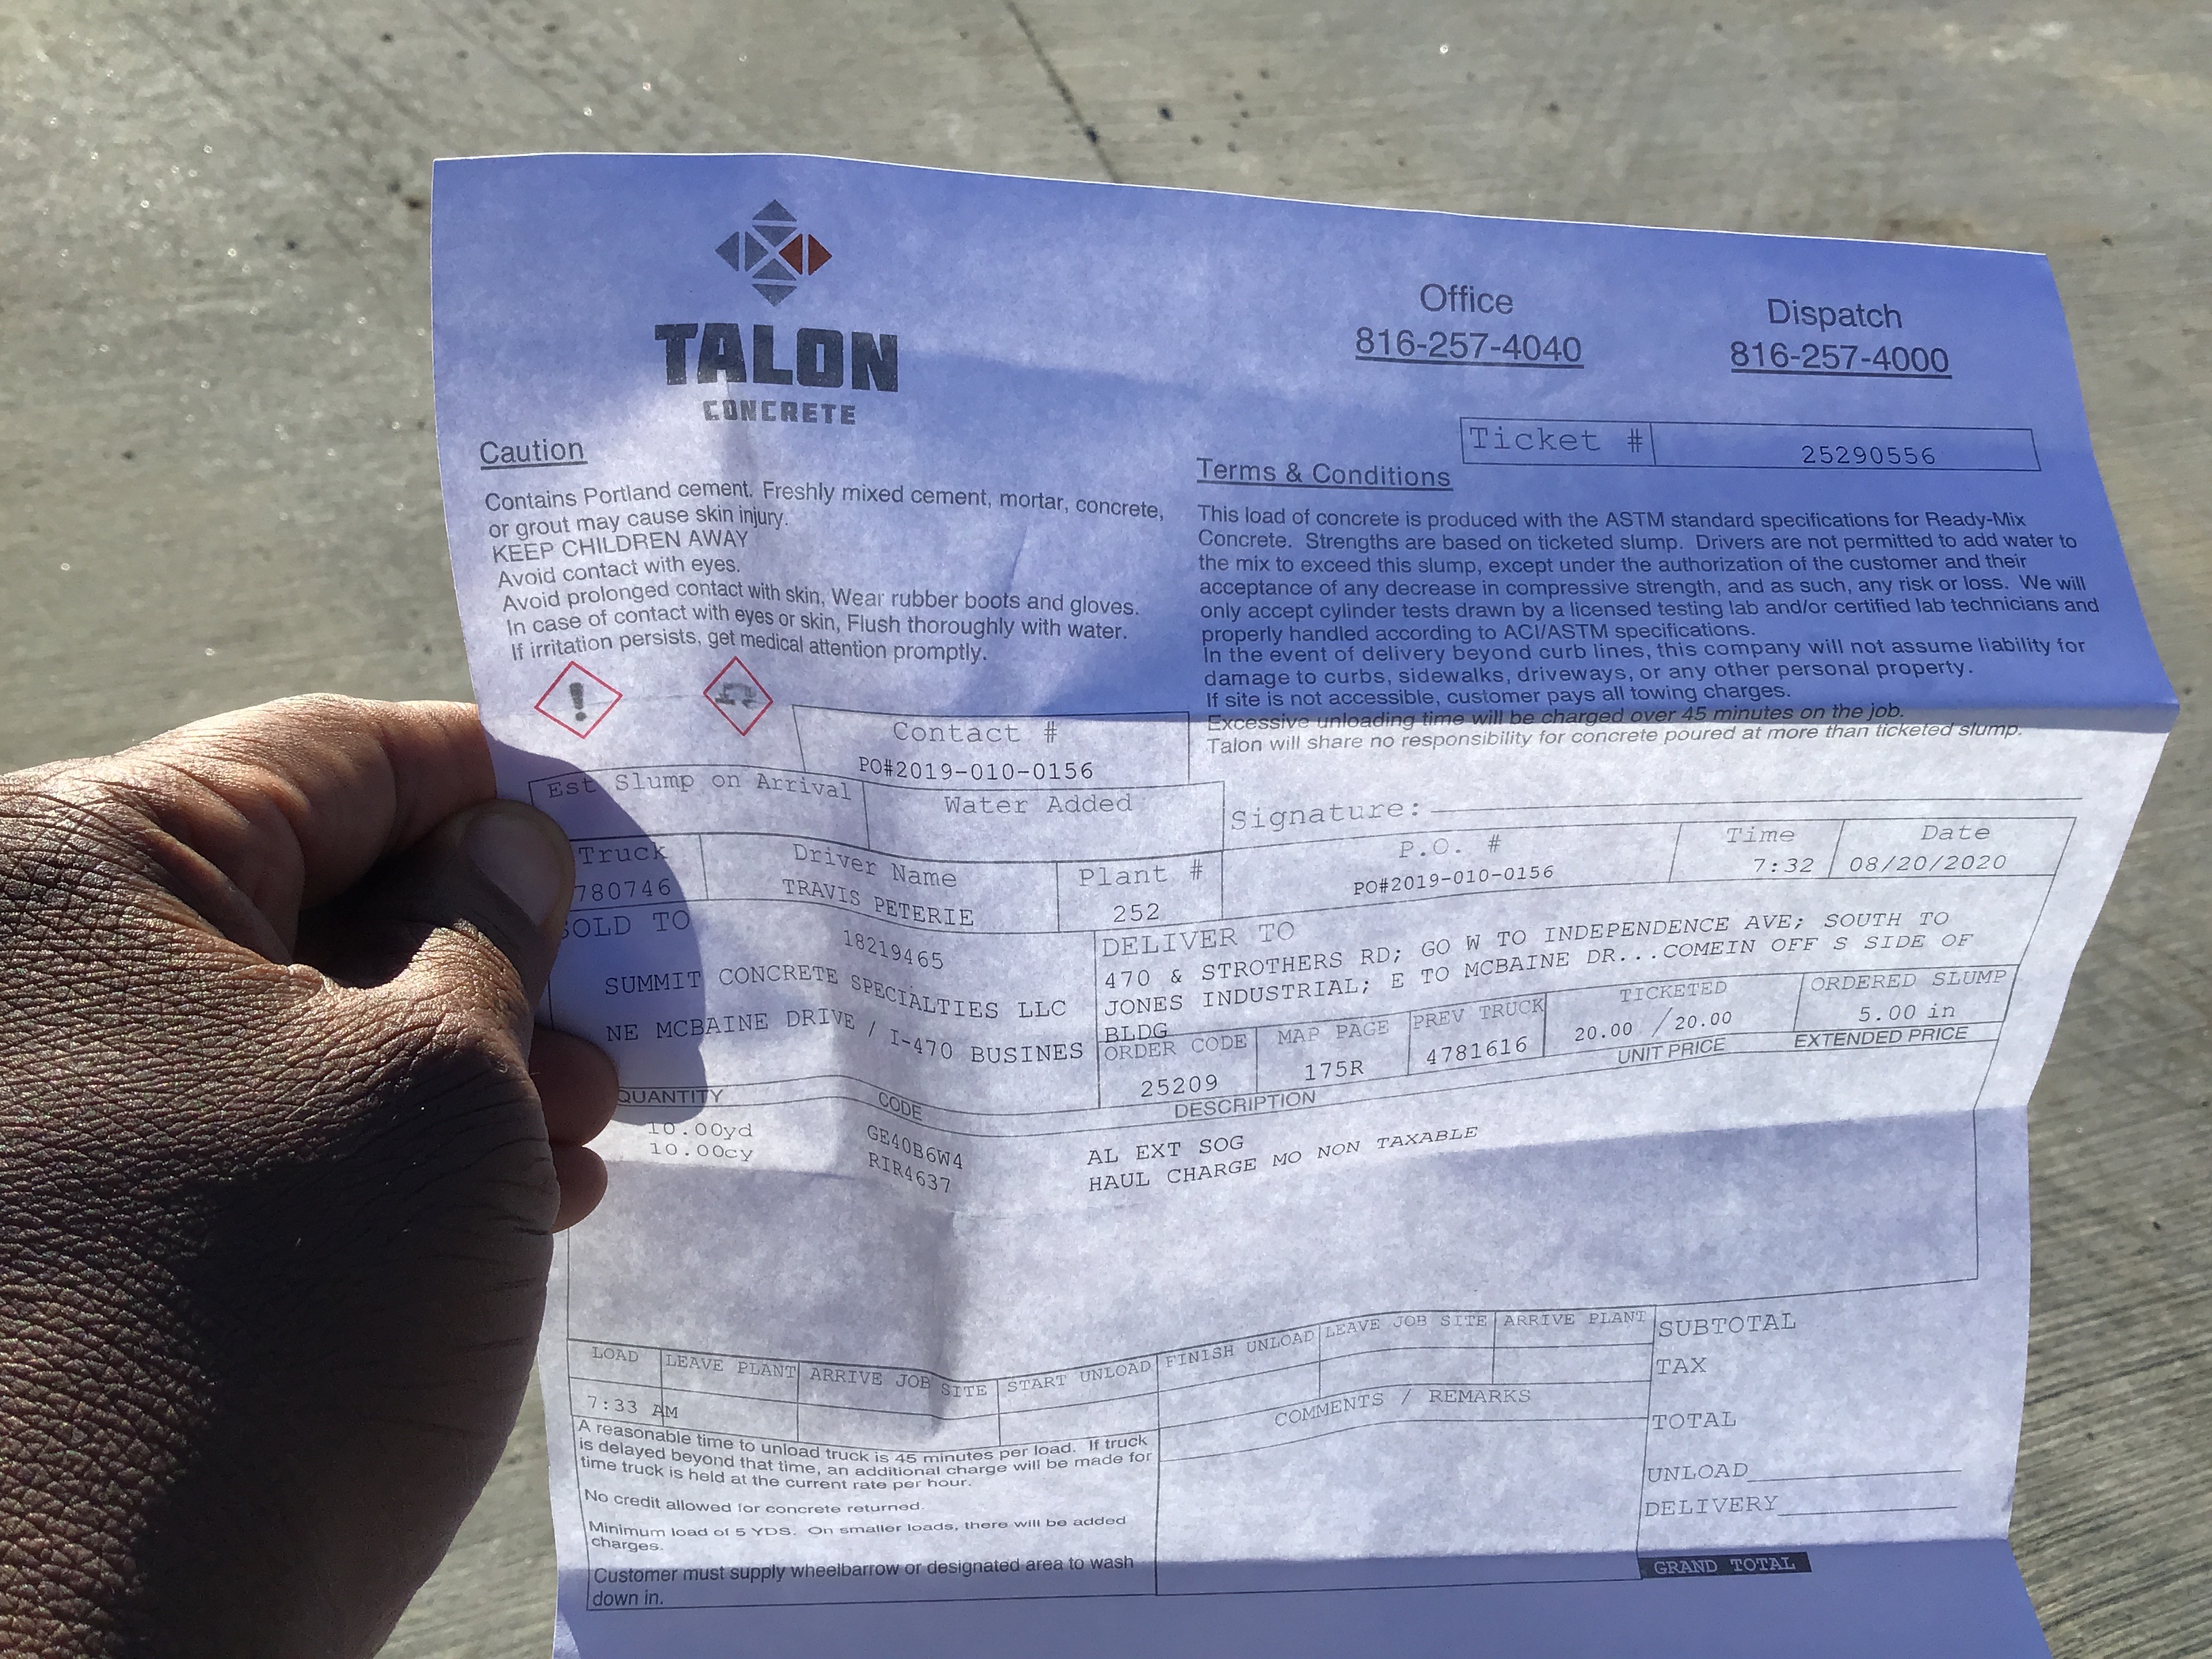 TALON
CONCRETE
Office
816-257-4040
Dispatch
816-257-4000
Ticket #
25290556
Caution
Contains Portland cement. Freshly mixed cement, mortar, concrete,
or grout may cause skin injury.
KEEP CHILDREN AWAY
Avoid contact with eyes.
Avoid prolonged contact with skin, Wear rubber boots and gloves.
In case of contact with eyes or skin, Flush thoroughly with water.
If irritation persists, get medical attention promptly.
Terms & Conditions
This load of concrete is produced with the ASTM standard specifications for Ready-Mix
Concrete. Strengths are based on ticketed slump. Drivers are not permitted to add water to
the mix to exceed this slump, except under the authorization of the customer and their
acceptance of any decrease in compressive strength, and as such, any risk or loss. We will
only accept cylinder tests drawn by a licensed testing lab and/or certified lab technicians and
properly handled according to ACI/ASTM specifications.
In the event of delivery beyond curb lines, this company will not assume liability for
damage to curbs, sidewalks, driveways, or any other personal property.
If site is not accessible, customer pays all towing charges.
Excessive unloading time will be charged over 45 minutes on the job.
Talon will share no responsibility for concrete poured at more than ticketed slump.
Contact #
PO#2019-010-0156
Est Slump on Arrival
Water Added
Signature:
Truck
780746
Driver Name
TRAVIS PETERIE
Plant #
252
P.O. #
PO#2019-010-0156
Time
7:32
Date
08/20/2020
SOLD TO
18219465
SUMMIT CONCRETE SPECIALTIES LLC
NE MCBAINE DRIVE / I-470 BUSINES
DELIVER TO
470 & STROTHERS RD; GO W TO INDEPENDENCE AVE; SOUTH TO
JONES INDUSTRIAL; E TO MCBAINE DR...COMEIN OFF S SIDE OF
BLDG
ORDER CODE
25209
MAP PAGE
175R
PREV TRUCK
4781616
TICKETED
20.00 / 20.00
ORDERED SLUMP
5.00 in
QUANTITY
CODE
DESCRIPTION
UNIT PRICE
EXTENDED PRICE
10.00yd
GE40B6W4
AL EXT SOG
10.00cy
RIR4637
HAUL CHARGE MO NON TAXABLE
LOAD
LEAVE PLANT
ARRIVE JOB SITE
START UNLOAD
FINISH UNLOAD
LEAVE JOB SITE
ARRIVE PLANT
7:33 AM
COMMENTS / REMARKS
SUBTOTAL
TAX
TOTAL
UNLOAD
DELIVERY
GRAND TOTAL
A reasonable time to unload truck is 45 minutes per load. If truck
is delayed beyond that time, an additional charge will be made for
time truck is held at the current rate per hour.
No credit allowed for concrete returned.
Minimum load of 5 YDS. On smaller loads, there will be added
charges.
Customer must supply wheelbarrow or designated area to wash
down in.